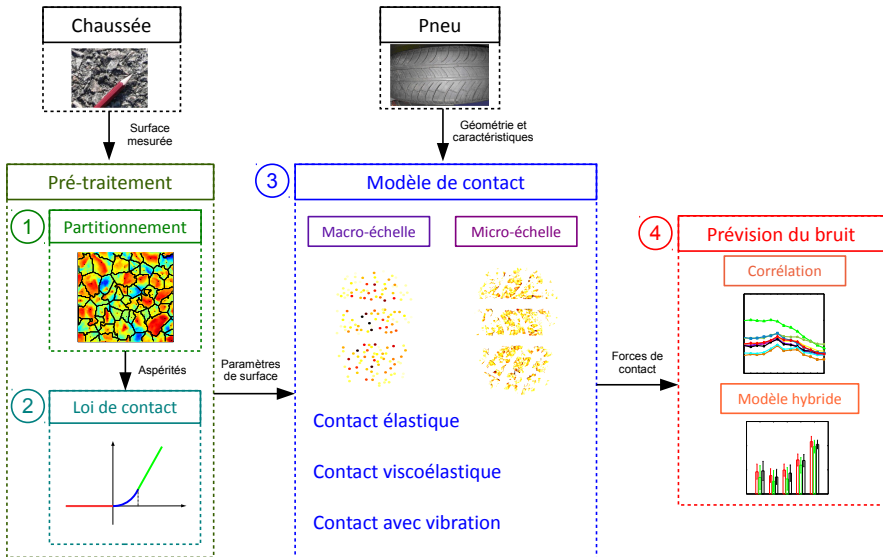 Chaussée
Pneu
Surface
mesurée
Géométrie et
caractéristiques
Pré-traitement
3
Modèle de contact
1
Partitionnement
Macro-échelle
Micro-échelle
4
Prévision du bruit
Corrélation
Aspérités
Paramètres
de surface
Forces de
contact
2
Loi de contact
Modèle hybride
Contact élastique
Contact viscoélastique
Contact avec vibration